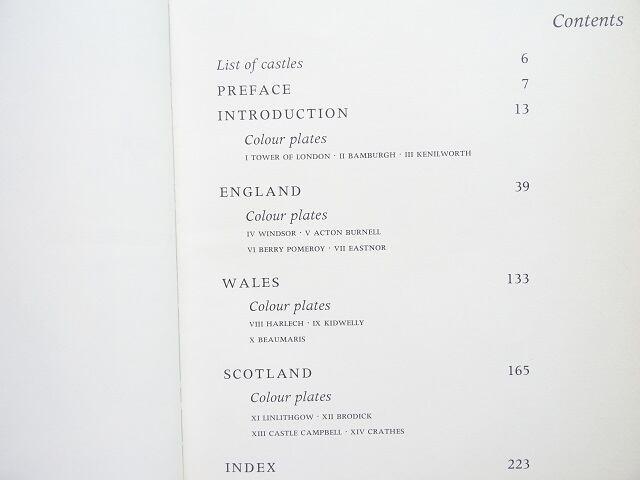 Contents
List of castles 6
PREFACE 7
INTRODUCTION 13
Colour plates
I TOWER OF LONDON · II BAMBURGH · III KENILWORTH
ENGLAND 39
Colour plates
IV WINDSOR · V ACTON BURNELL
VI BERRY POMEROY · VII EASTNOR
WALES 133
Colour plates
VIII HARLECH · IX KIDWELLY
X BEAUMARIS
SCOTLAND 165
Colour plates
XI LINLITHGOW · XII BRODICK
XIII CASTLE CAMPBELL · XIV CRATHES
INDEX 223